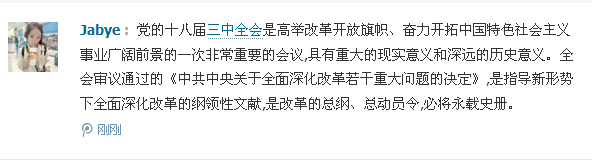 Jabye： 党的十八届三中全会是高举改革开放旗帜、奋力开拓中国特色社会主义
事业广阔前景的一次非常重要的会议,具有重大的现实意义和深远的历史意义。全
会审议通过的《中共中央关于全面深化改革若干重大问题的决定》,是指导新形势
下全面深化改革的纲领性文献,是改革的总纲、总动员令,必将永载史册。
刚刚